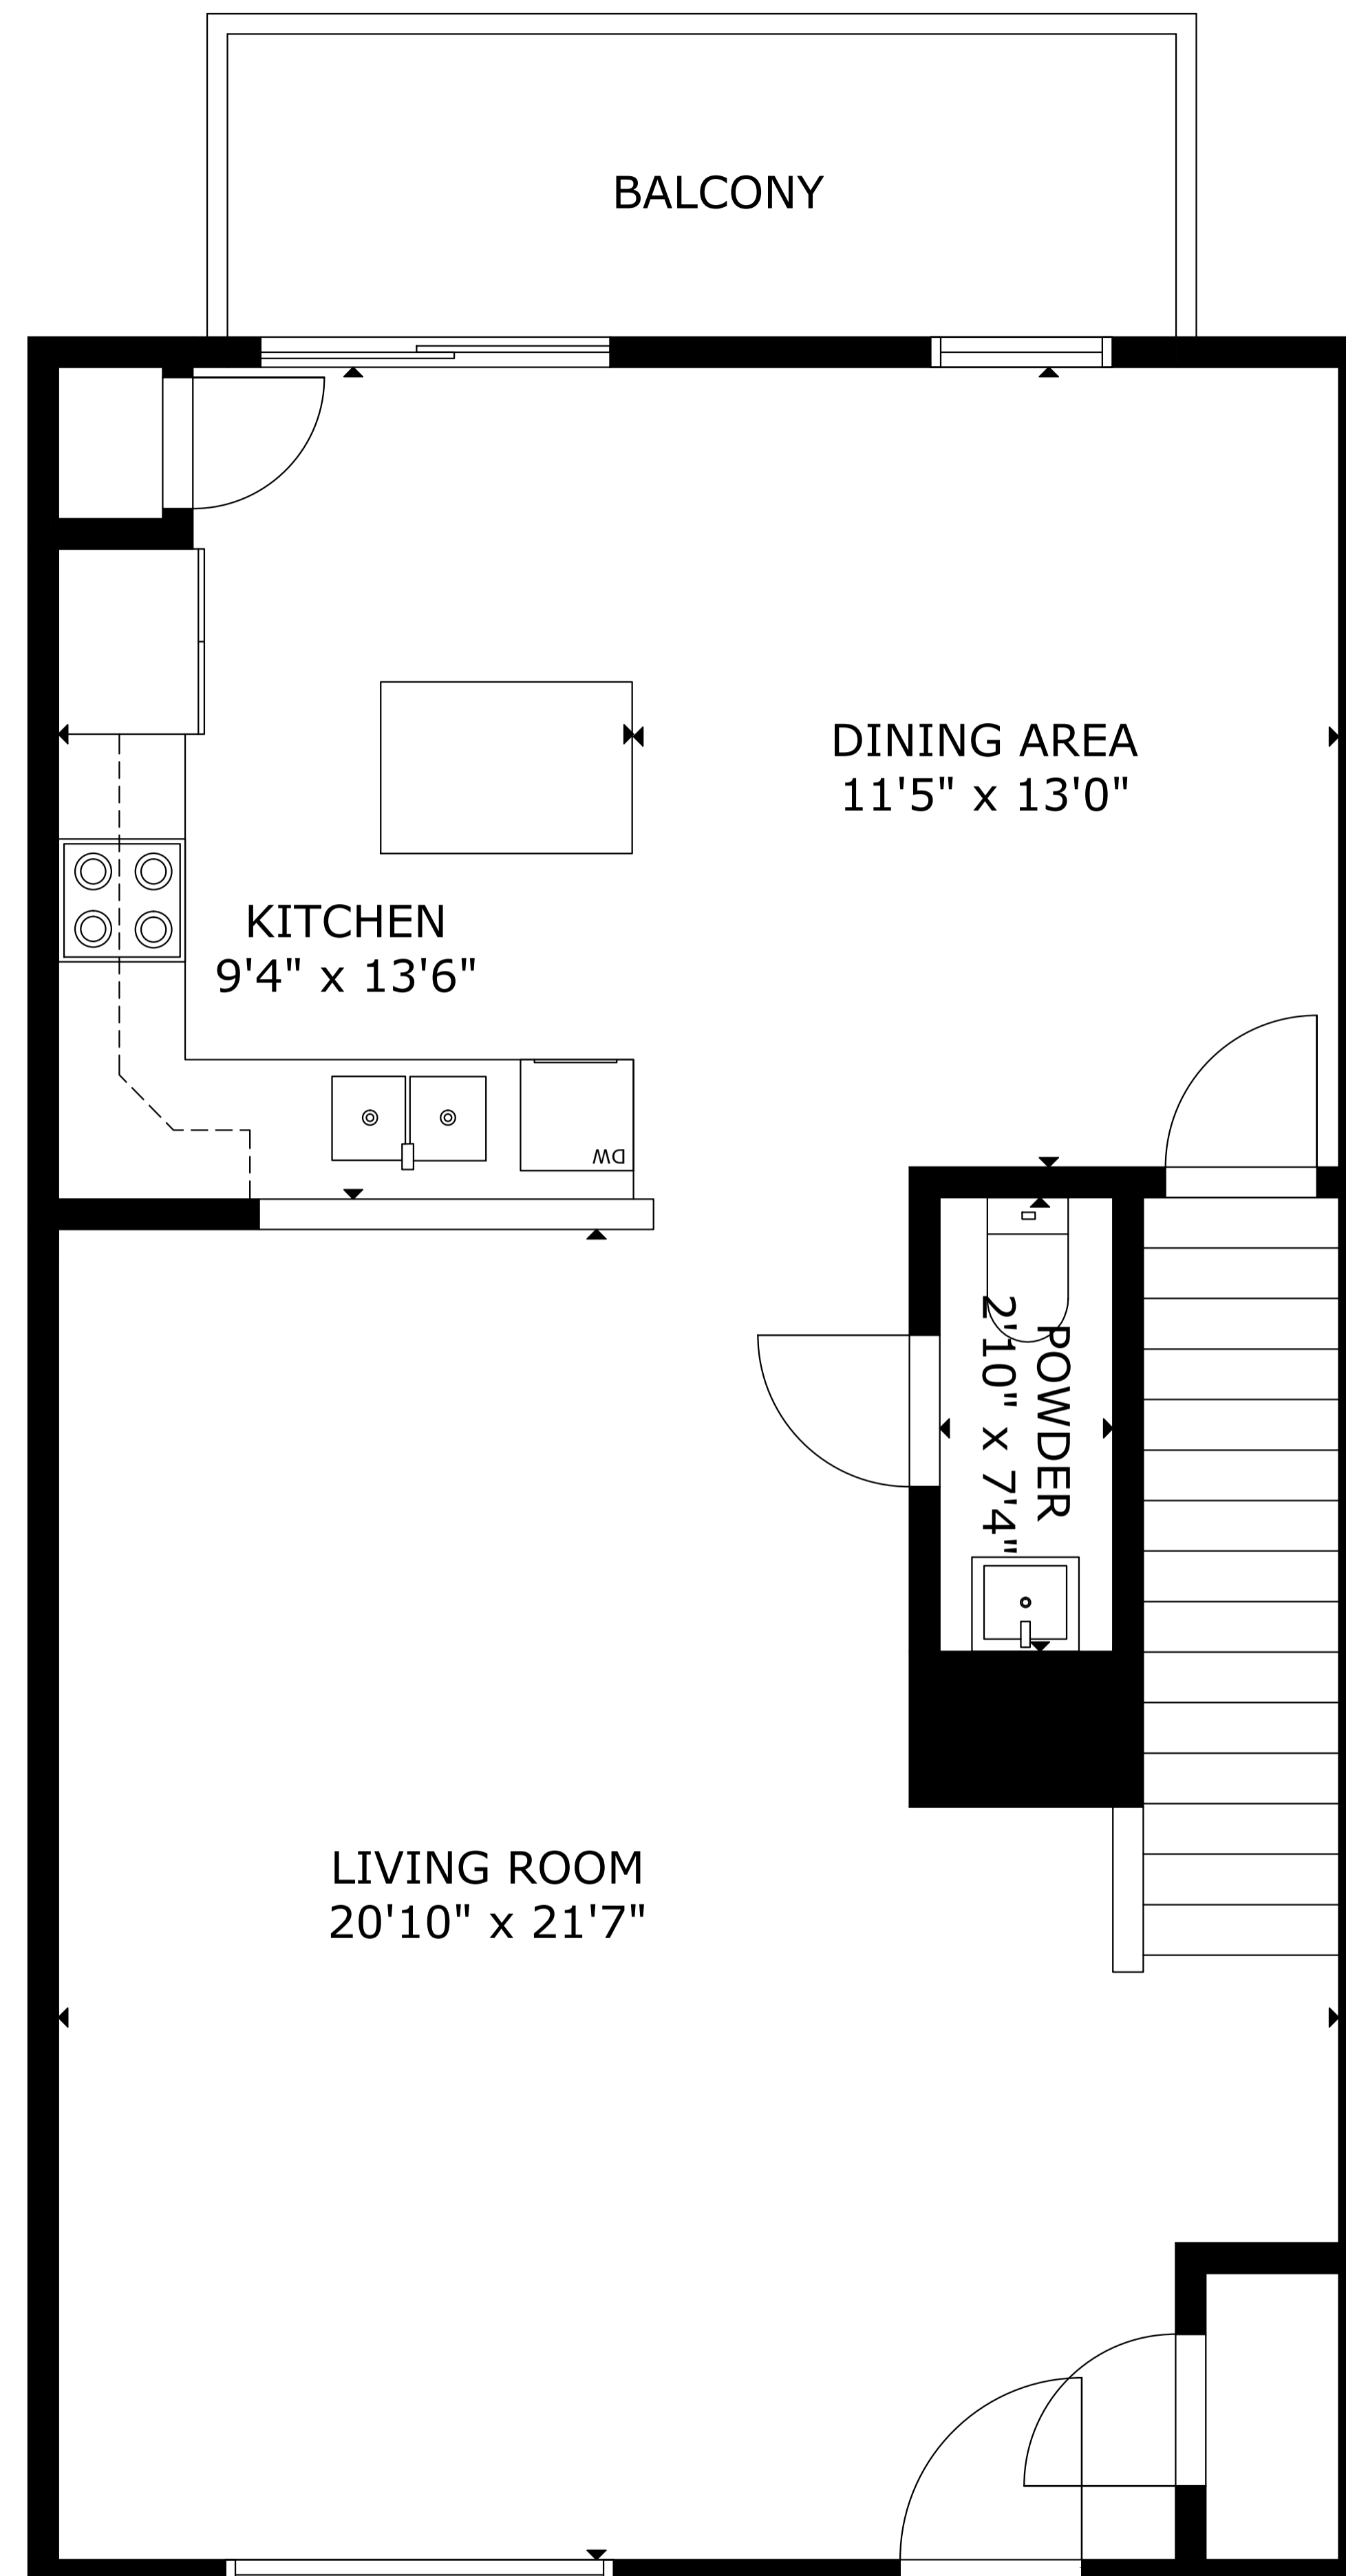 BALCONY
DINING AREA
11'5" x 13'0"
KITCHEN
9'4" x 13'6"
DW
POWDER
2'10" x 7'4"
LIVING ROOM
20'10" x 21'7"